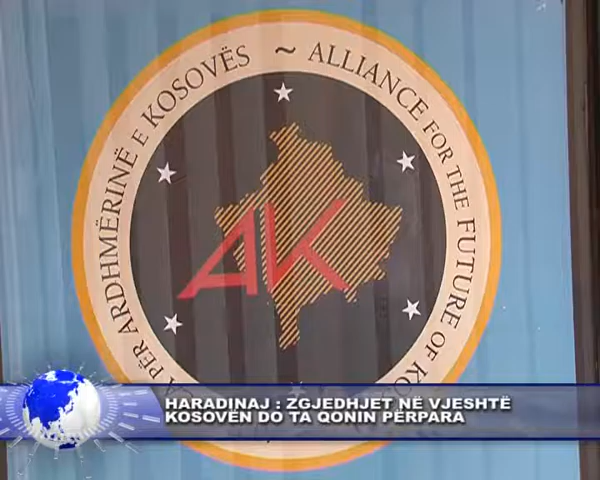 PËR ARDHMËRINË E KOSOVËS ~ ALLIANCE FOR THE FUTURE OF
AK
HARADINAJ : ZGJEDHJET NË VJESHTË
KOSOVËN DO TA QONIN PËRPARA